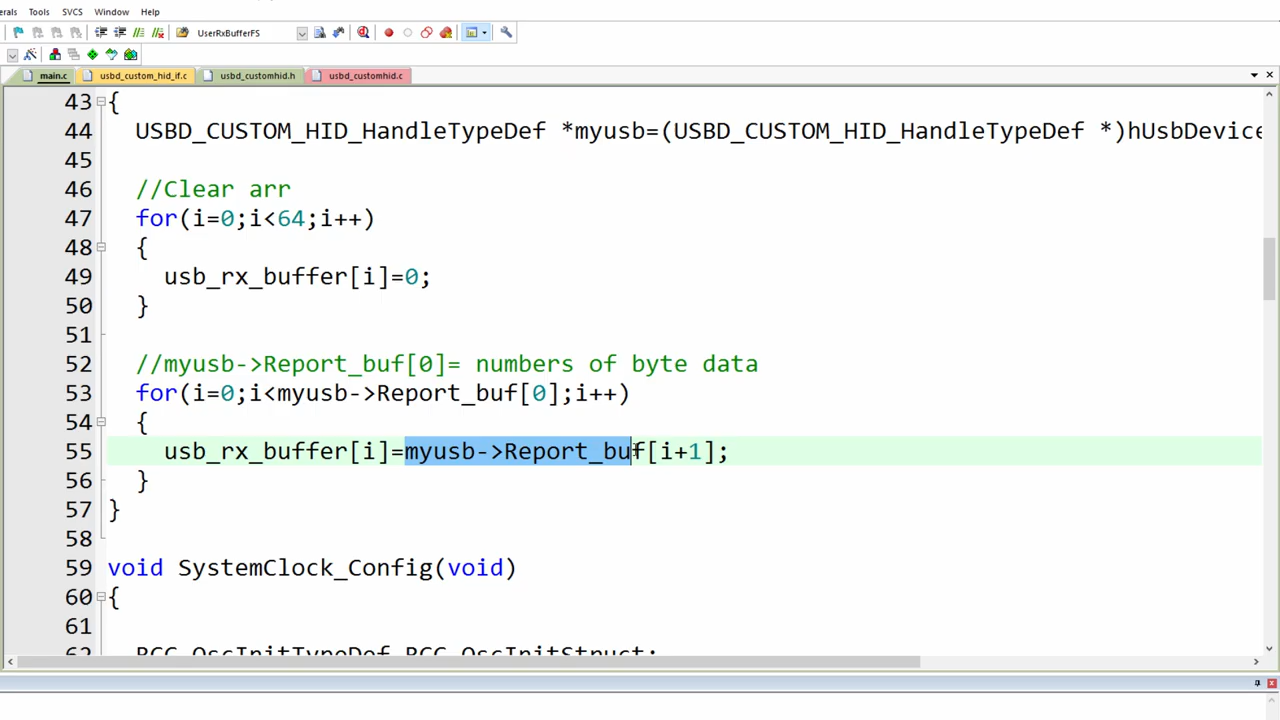 erals Tools SVCS Window Help
UserRxBufferFS
main.c usbd_custom_hid_if.c usbd_customhid.h usbd_customhid.c
43 {
44 USBD_CUSTOM_HID_HandleTypeDef *myusb=(USBD_CUSTOM_HID_HandleTypeDef *)hUsbDevice
45
46 //Clear arr
47 for(i=0;i<64;i++)
48 {
49 usb_rx_buffer[i]=0;
50 }
51
52 //myusb->Report_buf[0]= numbers of byte data
53 for(i=0;i<myusb->Report_buf[0];i++)
54 {
55 usb_rx_buffer[i]=myusb->Report_buf[i+1];
56 }
57 }
58
59 void SystemClock_Config(void)
60 {
61
62 RCC_OscInitTypeDef RCC_OscInitStruct;